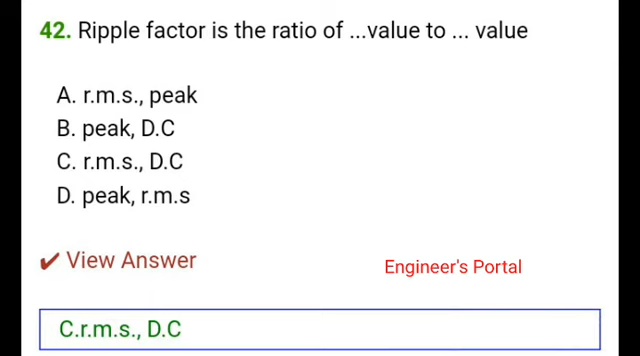 42. Ripple factor is the ratio of ...value to ... value
A. r.m.s., peak
B. peak, D.C
C. r.m.s., D.C
D. peak, r.m.s
✔ View Answer
Engineer's Portal
C.r.m.s., D.C